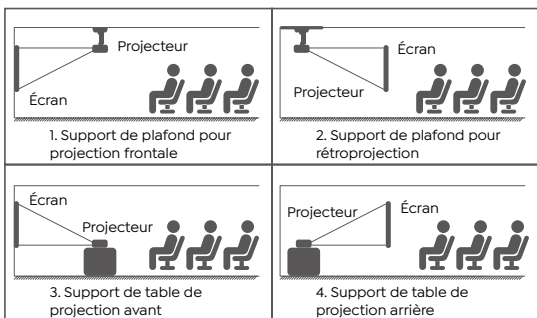 Projecteur
Écran
1. Support de plafond pour
projection frontale
Écran
Projecteur
2. Support de plafond pour
rétroprojection
Écran
Projecteur
3. Support de table de
projection avant
Projecteur
Écran
4. Support de table de
projection arrière